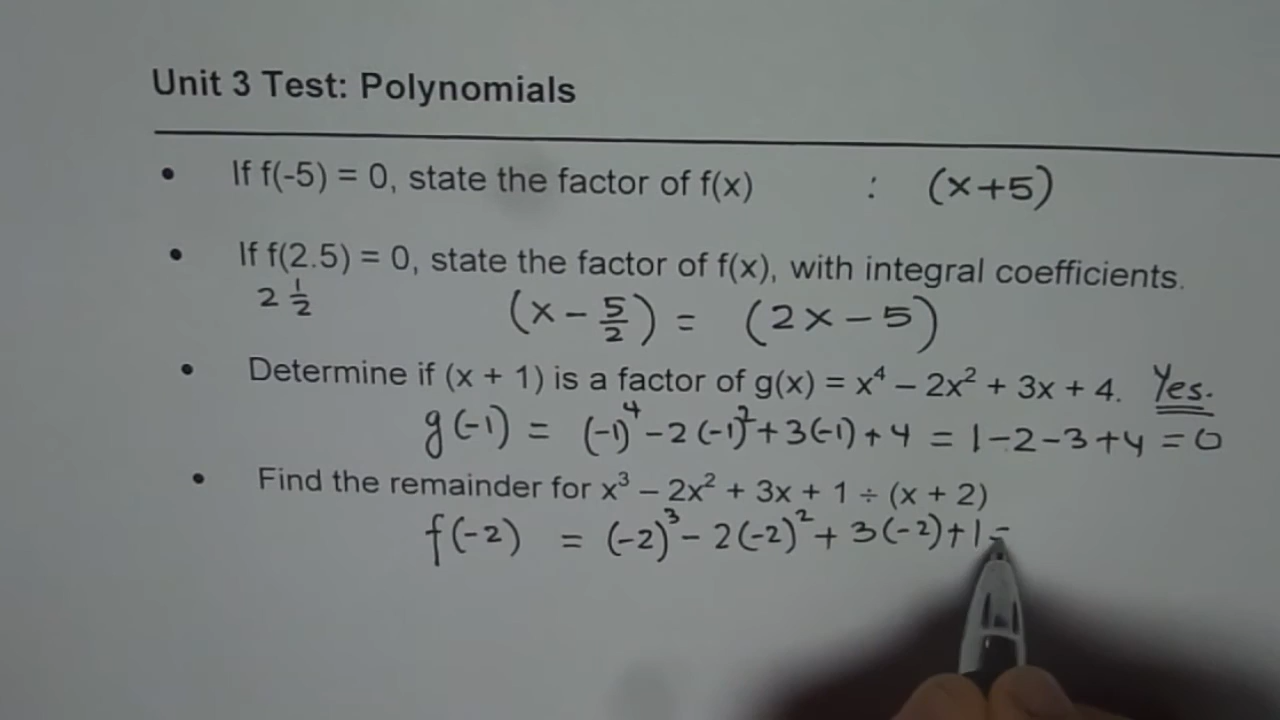 Unit 3 Test: Polynomials
• If f(-5) = 0, state the factor of f(x) : (x+5)
• If f(2.5) = 0, state the factor of f(x), with integral coefficients.
2 1/2 (x - 5/2) = (2x - 5)
• Determine if (x + 1) is a factor of g(x) = x⁴ – 2x² + 3x + 4. Yes.
g(-1) = (-1)⁴ - 2(-1)² + 3(-1) + 4 = 1 - 2 - 3 + 4 = 0
• Find the remainder for x³ – 2x² + 3x + 1 ÷ (x + 2)
f(-2) = (-2)³ - 2(-2)² + 3(-2) + 1 =